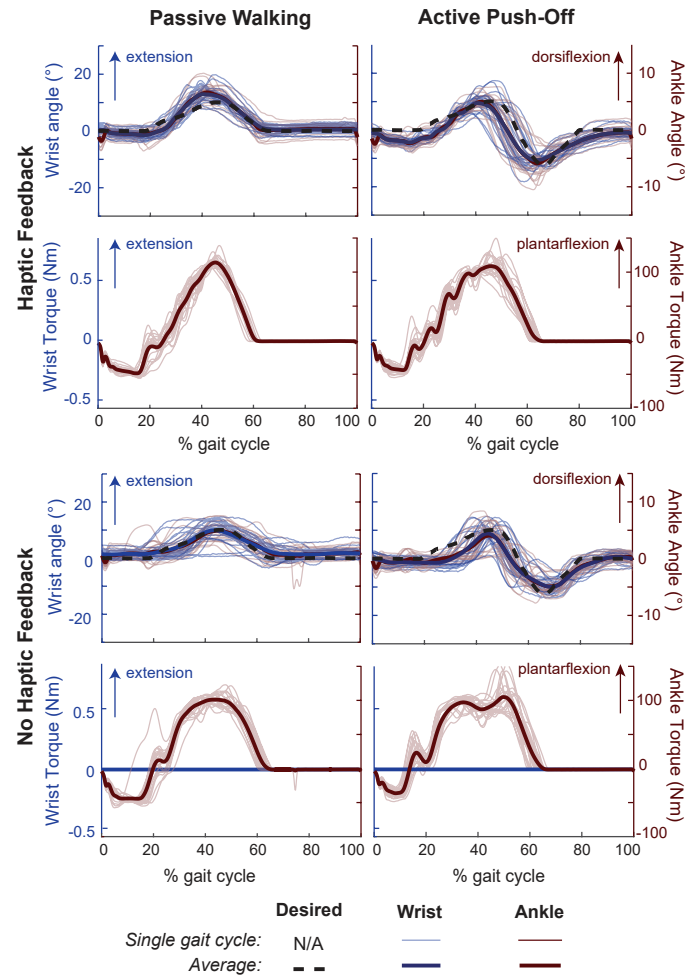 Passive Walking Active Push-Off
Haptic Feedback
Wrist angle (°)
20
0
-20
extension
dorsiflexion
10
0
-10
Ankle Angle (°)
Wrist Torque (Nm)
0.5
0
-0.5
extension
plantarflexion
100
0
-100
Ankle Torque (Nm)
0 20 40 60 80 100
0 20 40 60 80 100
% gait cycle % gait cycle
No Haptic Feedback
Wrist angle (°)
20
0
-20
extension
dorsiflexion
10
0
-10
Ankle Angle (°)
Wrist Torque (Nm)
0.5
0
-0.5
extension
plantarflexion
100
0
-100
Ankle Torque (Nm)
0 20 40 60 80 100
0 20 40 60 80 100
% gait cycle % gait cycle
Desired Wrist Ankle
Single gait cycle: N/A
Average: